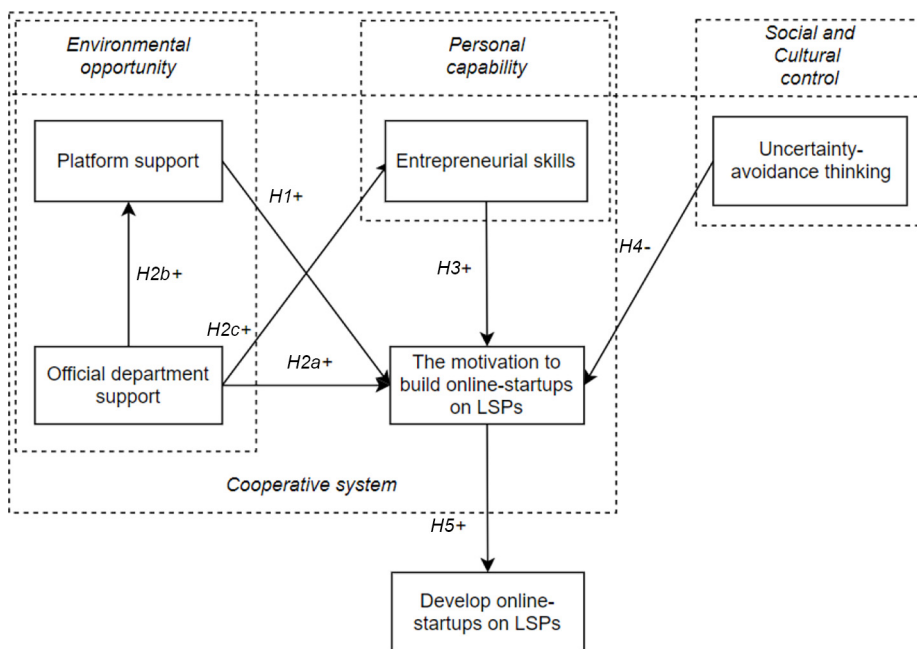 Environmental
opportunity
Personal
capability
Social and
Cultural
control
Platform support
Entrepreneurial skills
Uncertainty-
avoidance thinking
H1+
H4-
H3+
H2b+
H2c+
H2a+
Official department
support
The motivation to
build online-startups
on LSPs
Cooperative system
H5+
Develop online-
startups on LSPs